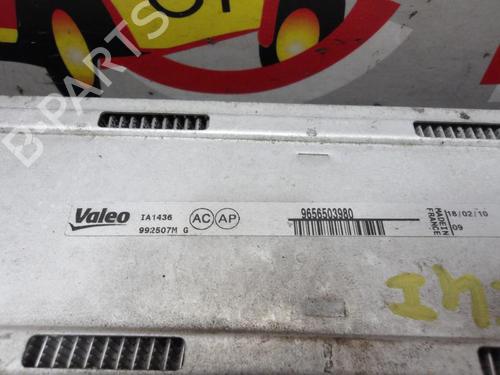 B-PARTS
Valeo
IA1436
992507M G
AC AP
9656503980
MADE IN
FRANCE
18/02/10
09